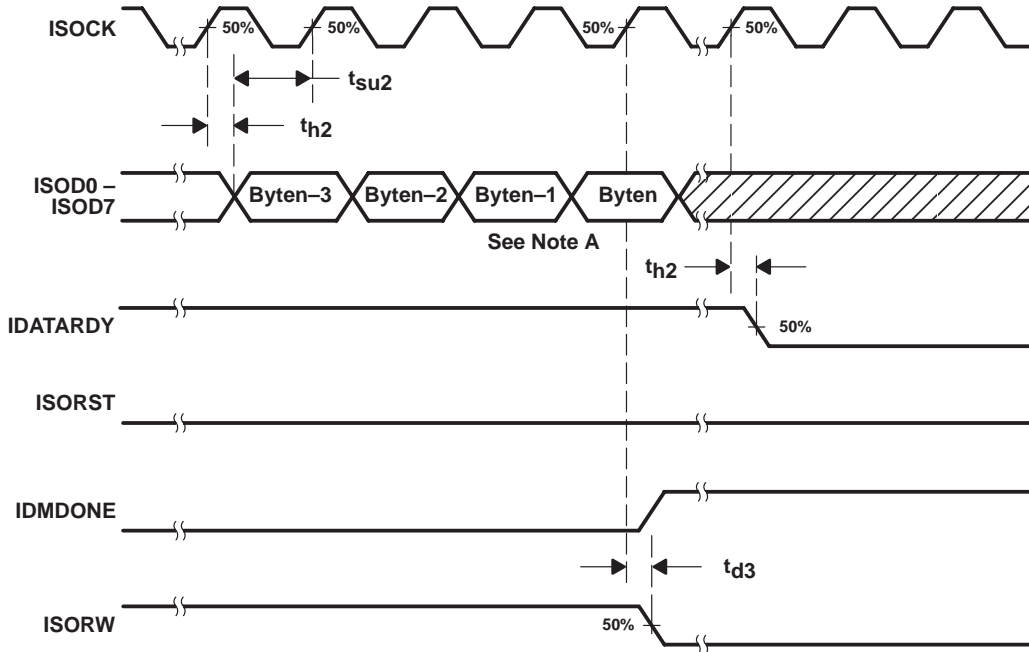 ISOCK
50%
50%
50%
50%
tsu2
th2
ISOD0 –
ISOD7
Byten–3
Byten–2
Byten–1
Byten
See Note A
th2
IDATARDY
50%
ISORST
IDMDONE
td3
ISORW
50%